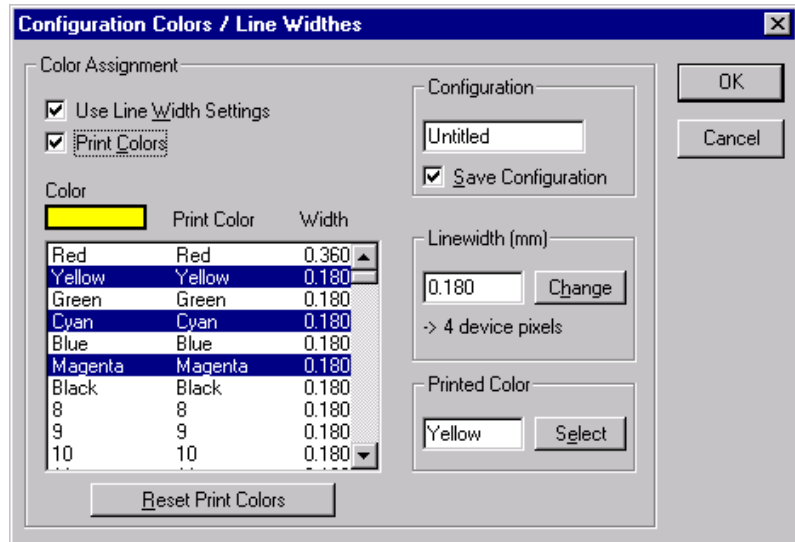 Configuration Colors / Line Widthes
Color Assignment
Use Line Width Settings
Print Colors
Color
Print Color Width
Red Red 0.360
Yellow Yellow 0.180
Green Green 0.180
Cyan Cyan 0.180
Blue Blue 0.180
Magenta Magenta 0.180
Black Black 0.180
8 8 0.180
9 9 0.180
10 10 0.180
Reset Print Colors
Configuration
Untitled
Save Configuration
Linewidth (mm)
0.180 Change
-> 4 device pixels
Printed Color
Yellow Select
OK
Cancel